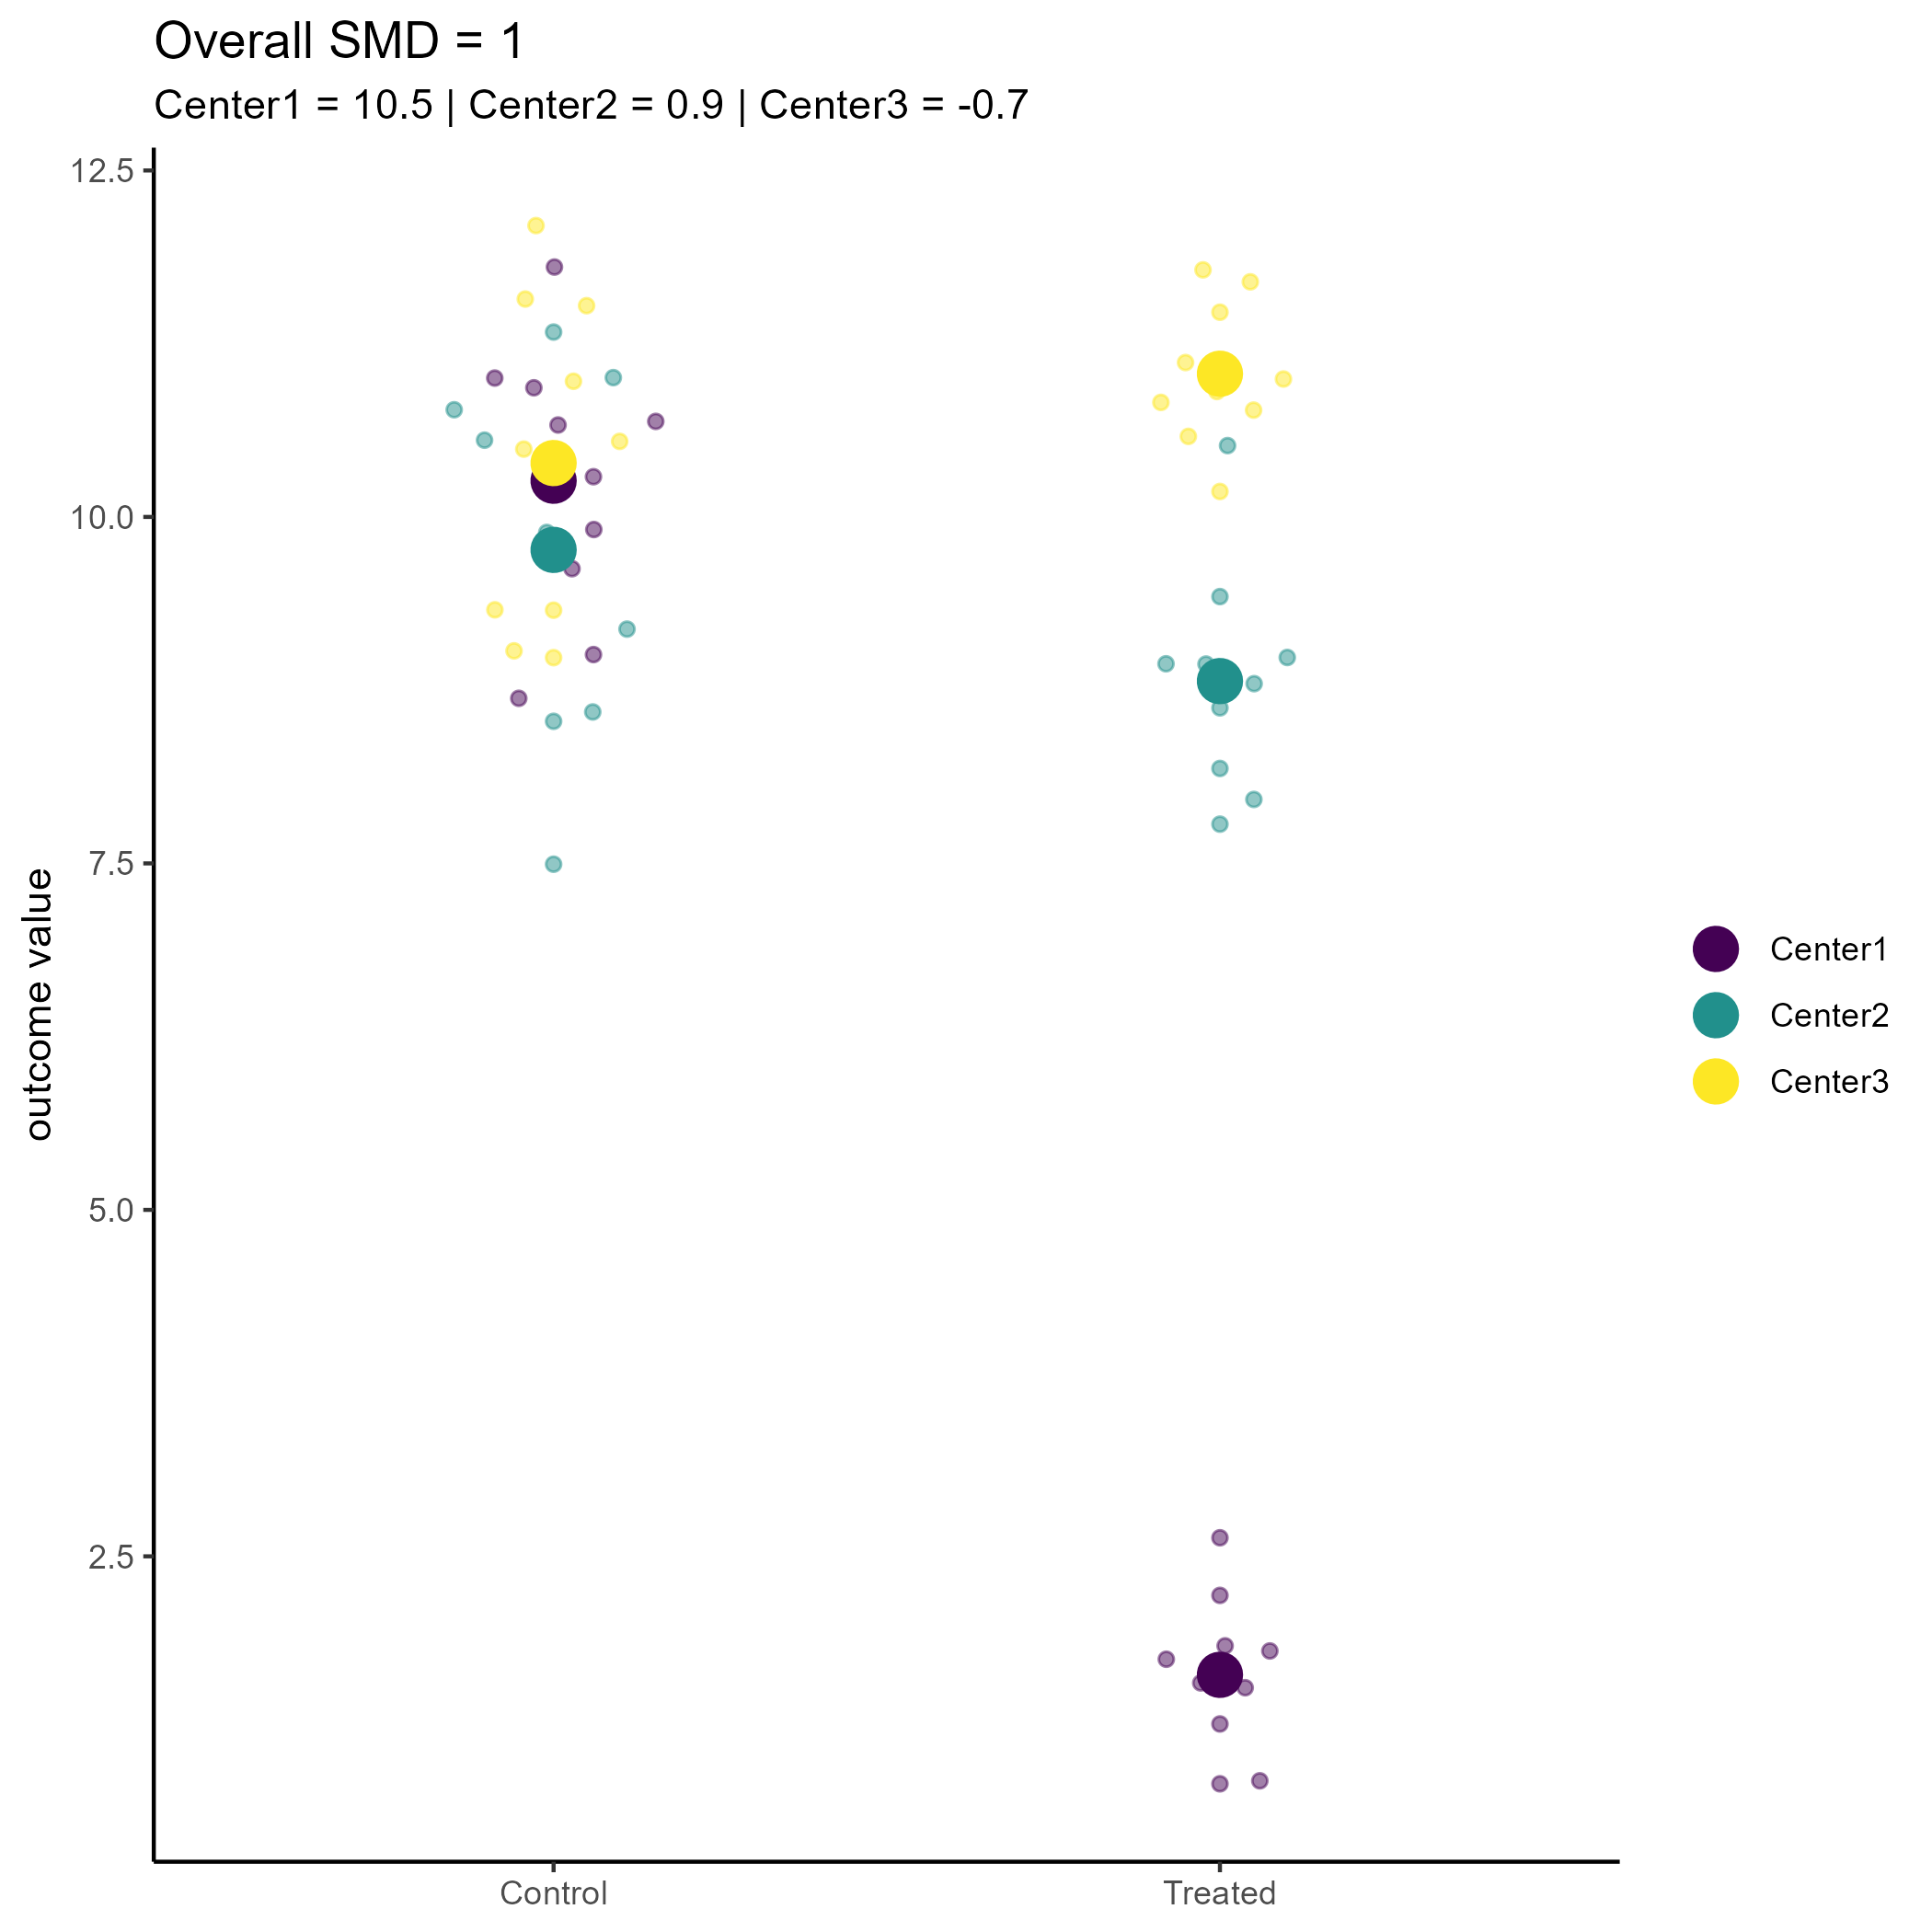 Overall SMD = 1
Center1 = 10.5 | Center2 = 0.9 | Center3 = -0.7
12.5
10.0
7.5
5.0
2.5
outcome value
Control
Treated
Center1
Center2
Center3